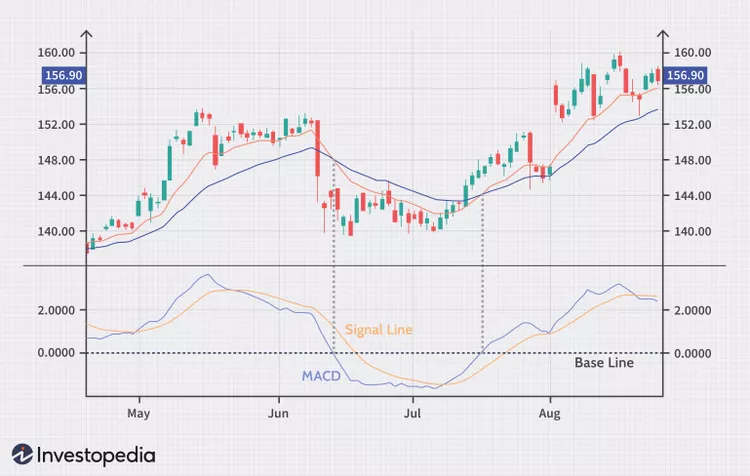 160.00 160.00
156.90 156.90
156.00 156.00
152.00 152.00
148.00 148.00
144.00 144.00
140.00 140.00
2.0000 2.0000
Signal Line
0.0000 0.0000
Base Line
MACD
May Jun Jul Aug
Investopedia